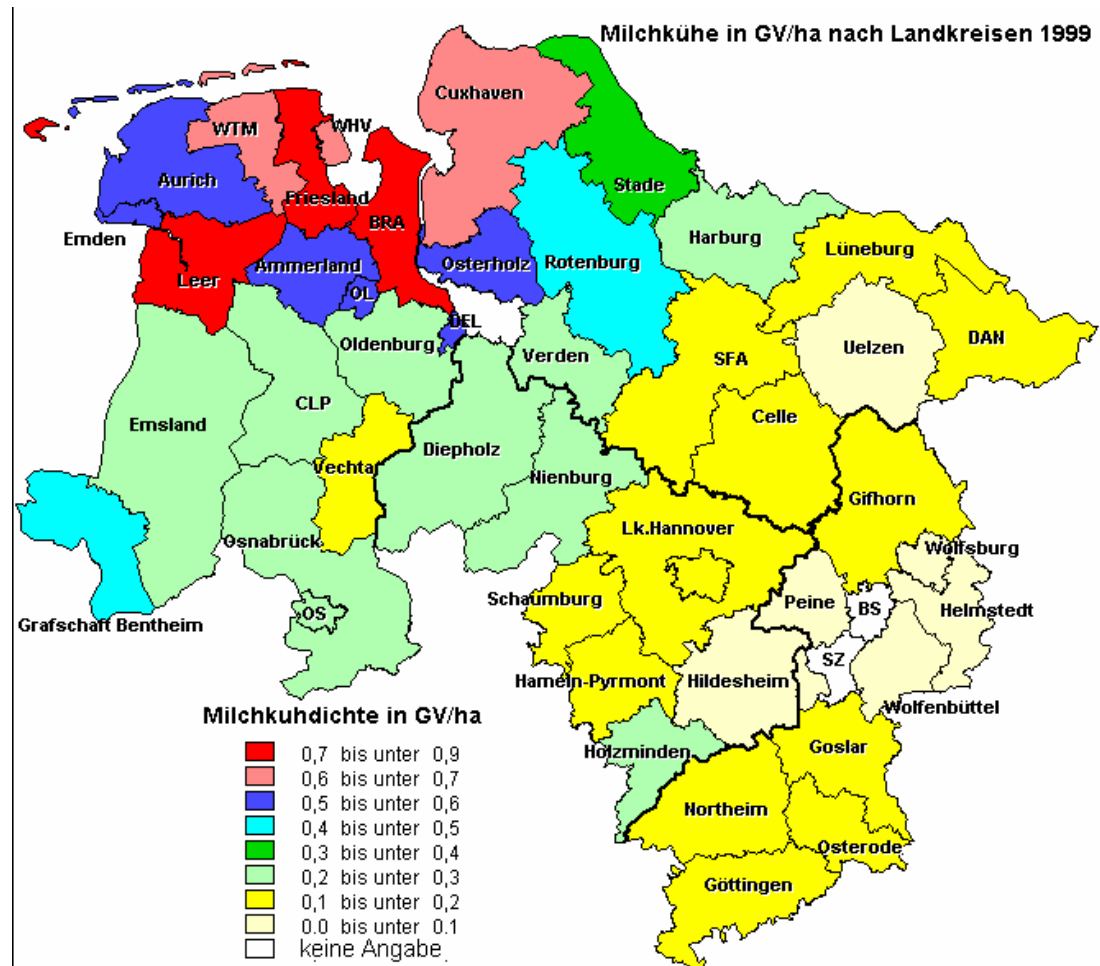 Milchkühe in GV/ha nach Landkreisen 1999
Cuxhaven
WTM
WHV
Aurich
Stade
Friesland
BRA
Emden
Harburg
Lüneburg
Leer
Ammerland
Osterholz
Rotenburg
OL
DEL
Oldenburg
Verden
SFA
Uelzen
DAN
CLP
Emsland
Celle
Vechta
Diepholz
Nienburg
Gifhorn
Osnabrück
Lk.Hannover
Wolfsburg
Schaumburg
Peine
BS
Helmstedt
OS
Grafschaft Bentheim
SZ
Hameln-Pyrmont
Hildesheim
Wolfenbüttel
Holzminden
Goslar
Northeim
Osterode
Göttingen
Milchkuhdichte in GV/ha
0,7 bis unter 0,9
0,6 bis unter 0,7
0,5 bis unter 0,6
0,4 bis unter 0,5
0,3 bis unter 0,4
0,2 bis unter 0,3
0,1 bis unter 0,2
0.0 bis unter 0.1
keine Angabe